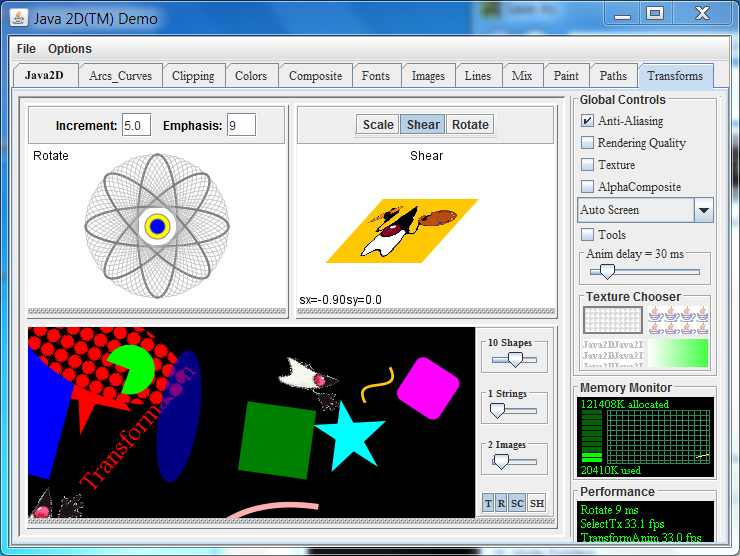 Java 2D(TM) Demo
File Options
Java2D Arcs_Curves Clipping Colors Composite Fonts Images Lines Mix Paint Paths Transforms
Increment: 5.0 Emphasis: 9
Rotate
Scale Shear Rotate
Shear
sx=-0.90sy=0.0
Transformation
10 Shapes
1 Strings
2 Images
T R SC SH
Global Controls
Anti-Aliasing
Rendering Quality
Texture
AlphaComposite
Auto Screen
Tools
Anim delay = 30 ms
Texture Chooser
Java2DJava2D
Java2DJava2D
Memory Monitor
121408K allocated
20410K used
Performance
Rotate 9 ms
SelectTx 33.1 fps
TransformAnim 33.0 fps